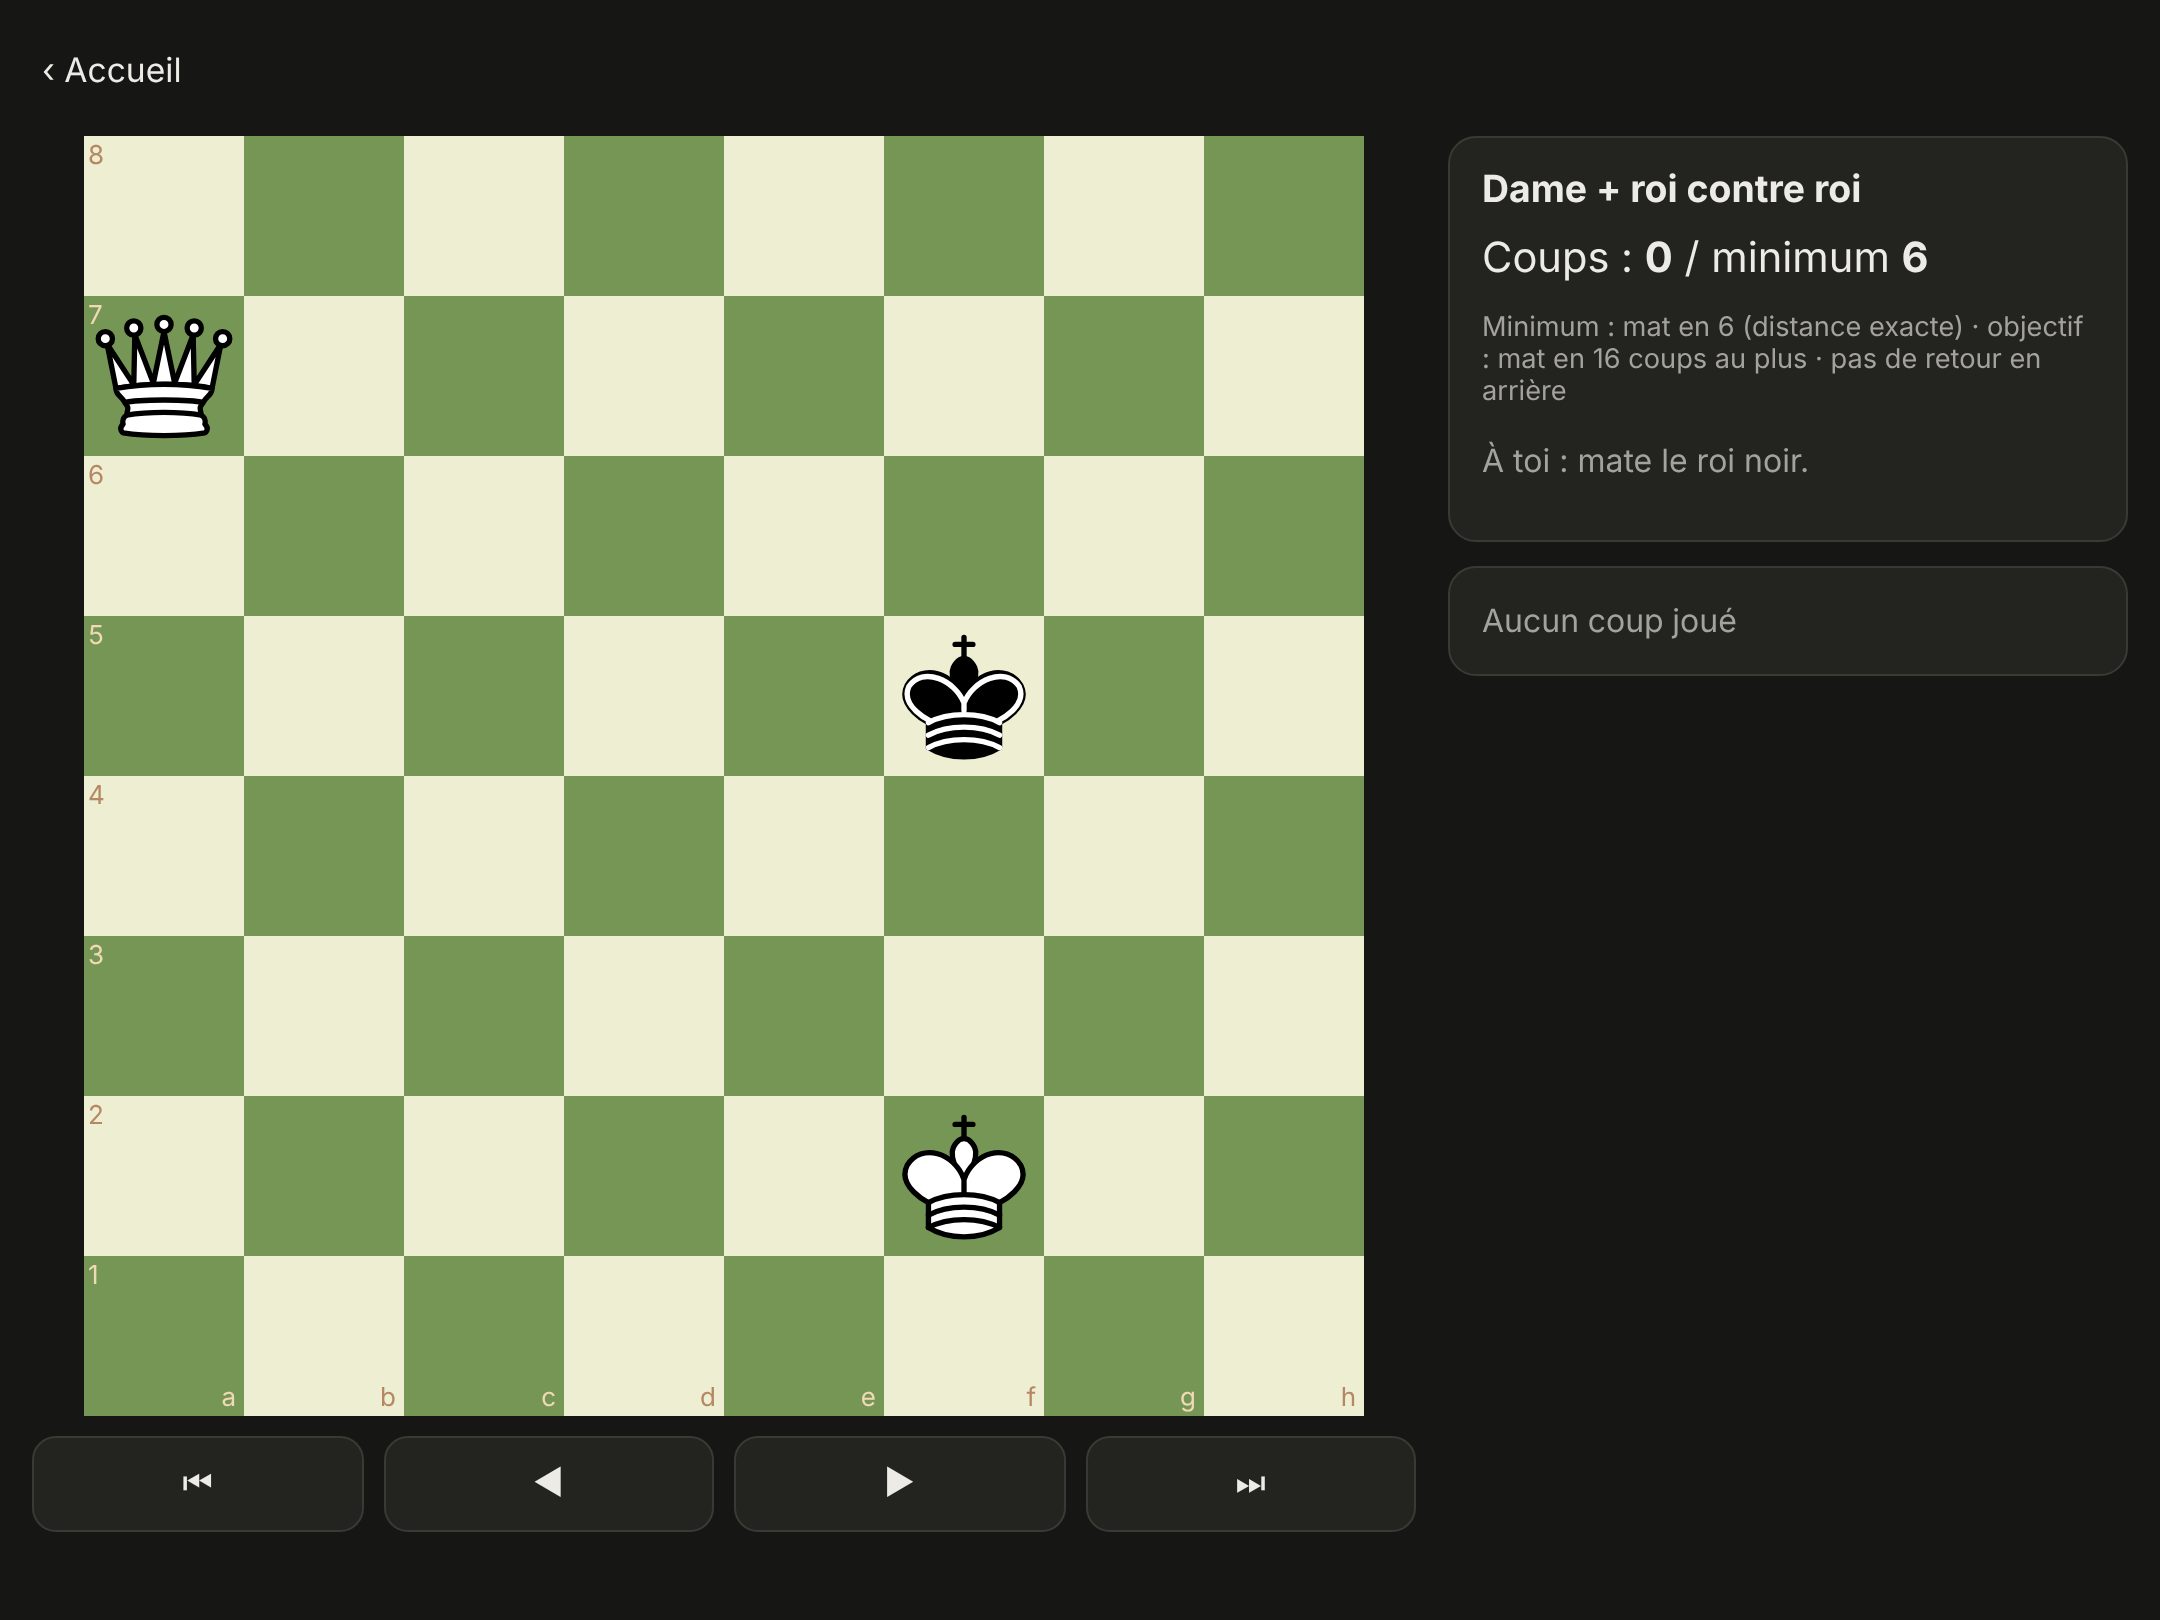 ‹ Accueil
8
7
6
5
4
3
2
1
a b c d e f g h
Dame + roi contre roi
Coups : 0 / minimum 6
Minimum : mat en 6 (distance exacte) · objectif
: mat en 16 coups au plus · pas de retour en
arrière
À toi : mate le roi noir.
Aucun coup joué